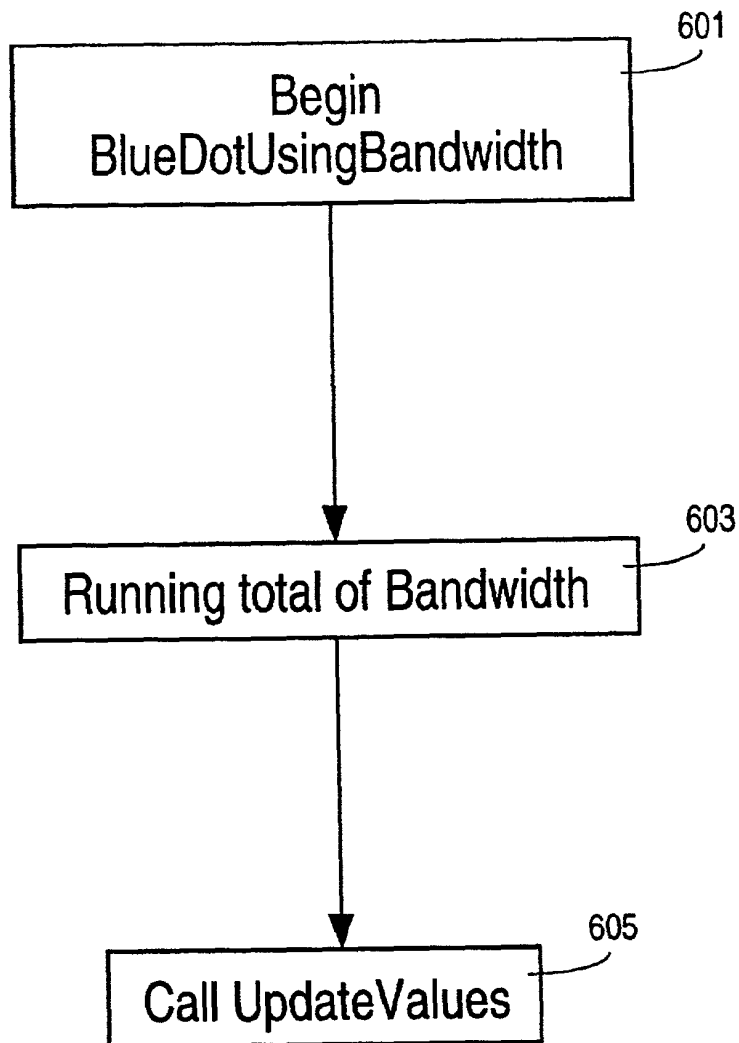 601
Begin
BlueDotUsingBandwidth
603
Running total of Bandwidth
605
Call UpdateValues